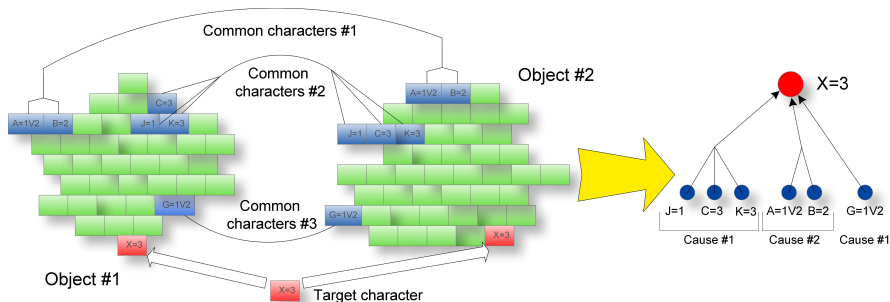 Common characters #1
Object #2
Common
characters #2
C=3
A=1V2 B=2
J=1 K=3
A=1V2 B=2
J=1 C=3 K=3
X=3
G=1V2
Common
characters #3
G=1V2
X=3
X=3
Object #1
X=3
Target character
J=1 C=3 K=3 A=1V2 B=2 G=1V2
Cause #1 Cause #2 Cause #1